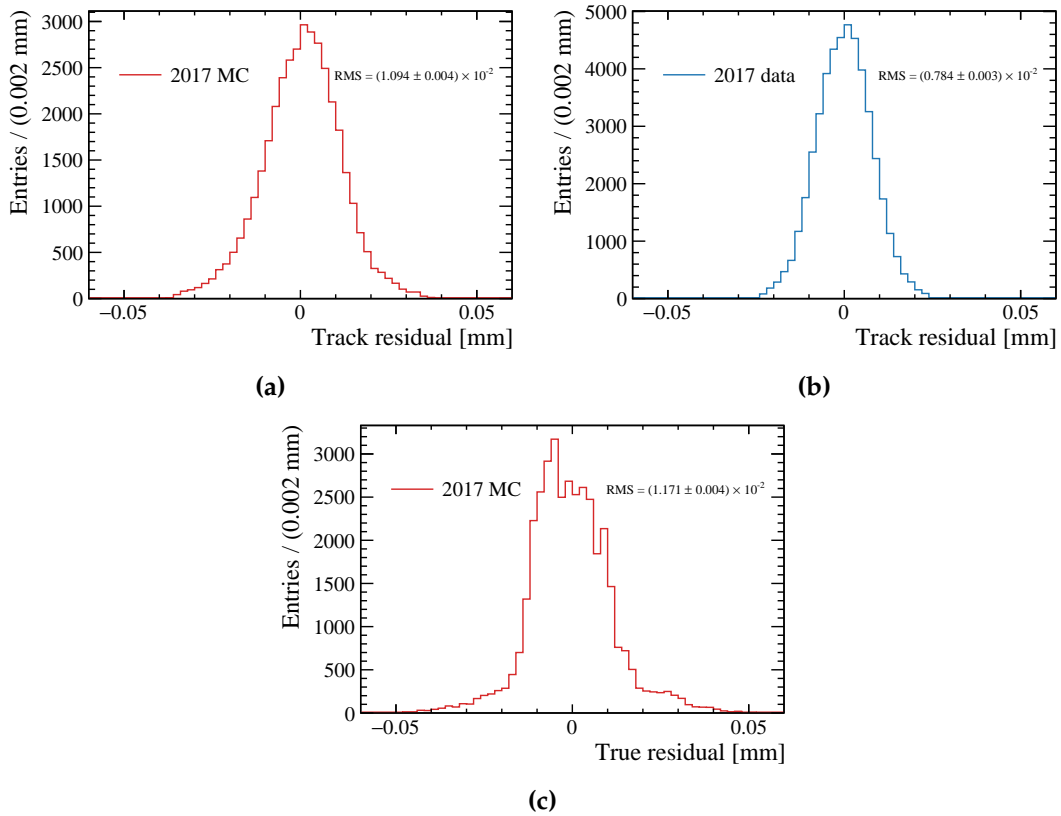 Entries / (0.002 mm)
3000
2500
2000
1500
1000
500
0
2017 MC
RMS = (1.094 ± 0.004) × 10⁻²
−0.05 0 0.05
Track residual [mm]
(a)
Entries / (0.002 mm)
5000
4000
3000
2000
1000
0
2017 data
RMS = (0.784 ± 0.003) × 10⁻²
−0.05 0 0.05
Track residual [mm]
(b)
Entries / (0.002 mm)
3000
2500
2000
1500
1000
500
0
2017 MC
RMS = (1.171 ± 0.004) × 10⁻²
−0.05 0 0.05
True residual [mm]
(c)